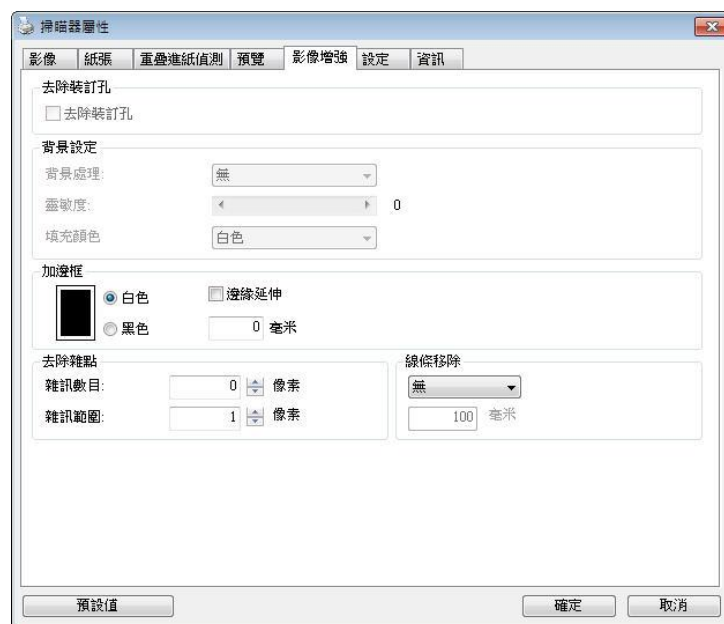 掃瞄器屬性
影像 紙張 重疊進紙偵測 預覽 影像增強 設定 資訊
去除裝訂孔
去除裝訂孔
背景設定
背景處理: 無
靈敏度: 0
填充顏色 白色
加邊框
白色 邊緣延伸
黑色 0 毫米
去除雜點 線條移除
雜訊數目: 0 像素 無
雜訊範圍: 1 像素 100 毫米
預設值 確定 取消